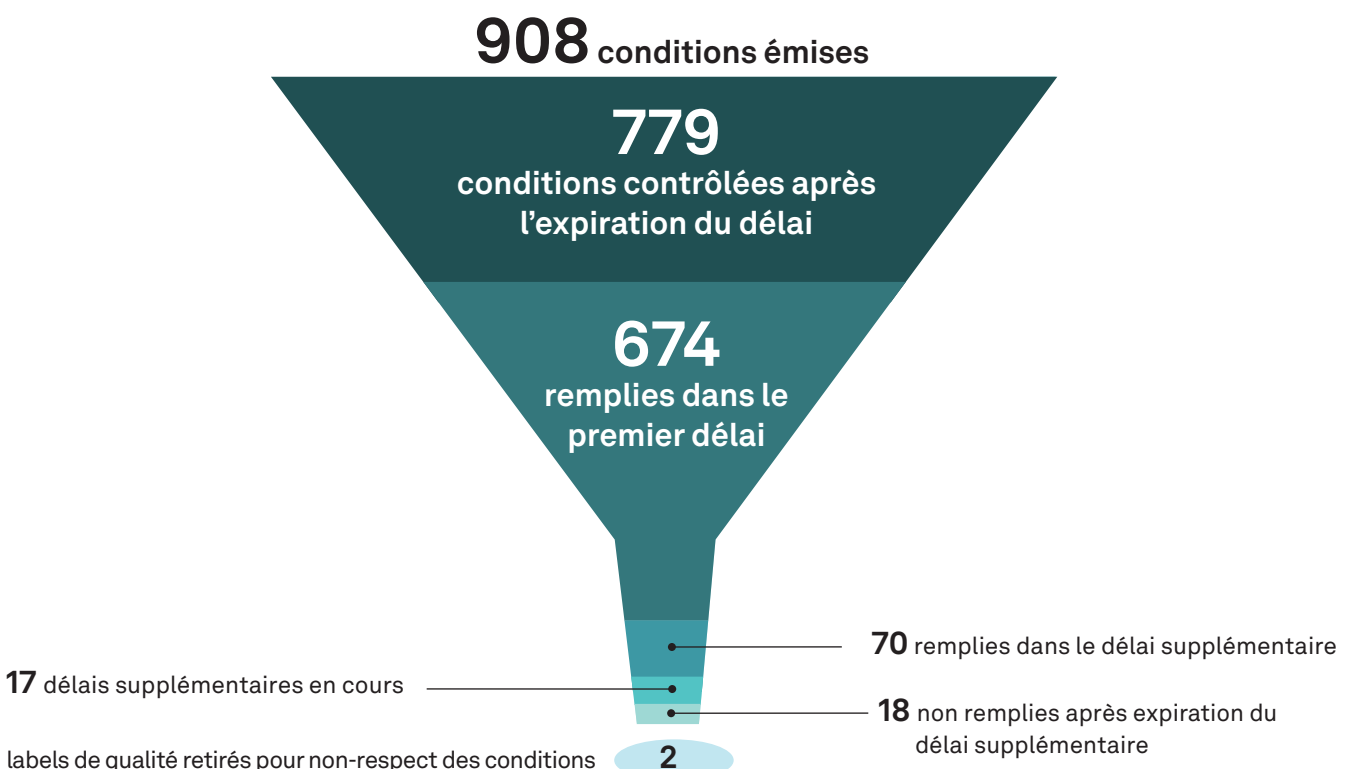 908 conditions émises
779
conditions contrôlées après
l'expiration du délai
674
remplies dans le
premier délai
70 remplies dans le délai supplémentaire
17 délais supplémentaires en cours
18 non remplies après expiration du
délai supplémentaire
labels de qualité retirés pour non-respect des conditions 2